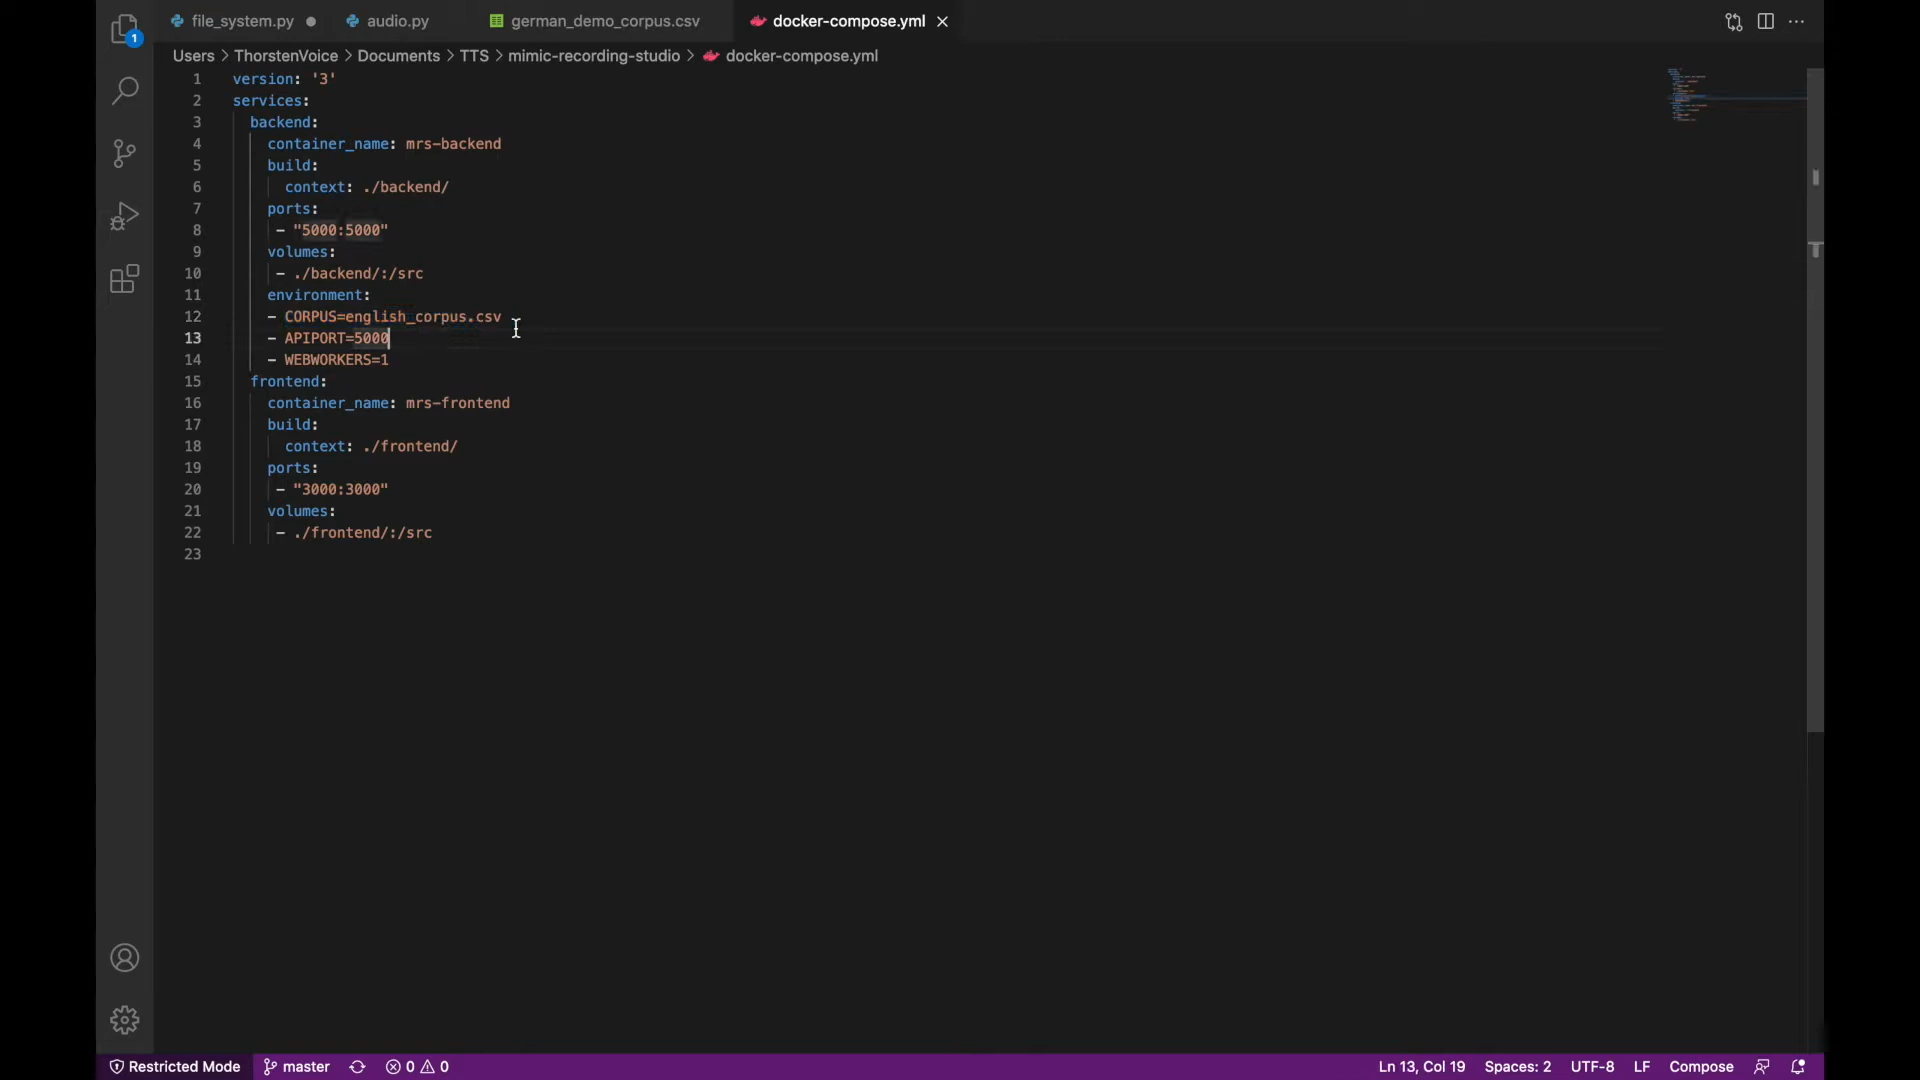 file_system.py
audio.py
german_demo_corpus.csv
docker-compose.yml
1
Users > ThorstenVoice > Documents > TTS > mimic-recording-studio > docker-compose.yml
1 version: '3'
2 services:
3 backend:
4 container_name: mrs-backend
5 build:
6 context: ./backend/
7 ports:
8 - "5000:5000"
9 volumes:
10 - ./backend/:/src
11 environment:
12 - CORPUS=english_corpus.csv
13 - APIPORT=5000
14 - WEBWORKERS=1
15 frontend:
16 container_name: mrs-frontend
17 build:
18 context: ./frontend/
19 ports:
20 - "3000:3000"
21 volumes:
22 - ./frontend/:/src
23
Restricted Mode master 0 0 Ln 13, Col 19 Spaces: 2 UTF-8 LF Compose